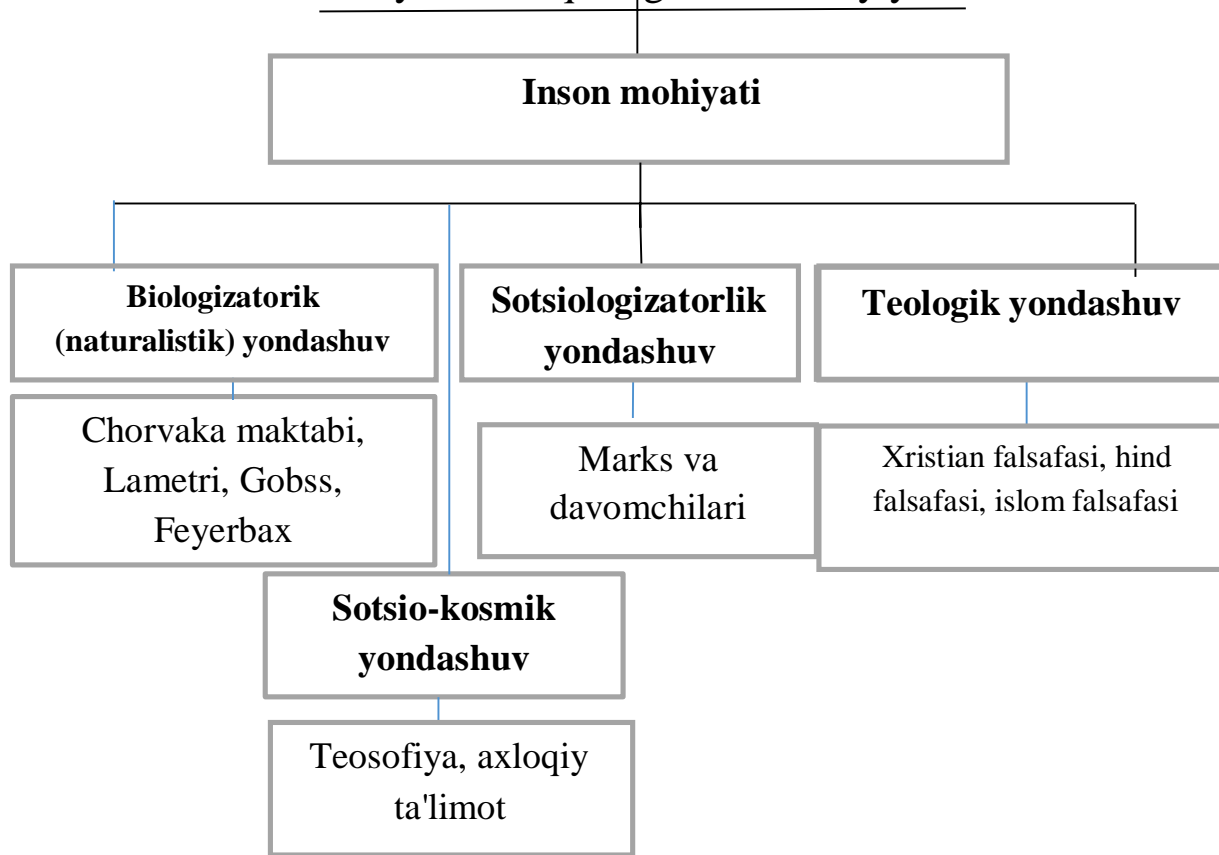 Inson mohiyati
Biologizatorik
(naturalistik) yondashuv
Sotsiologizatorlik
yondashuv
Teologik yondashuv
Chorvaka maktabi,
Lametri, Gobss,
Feyerbax
Marks va
davomchilari
Xristian falsafasi, hind
falsafasi, islom falsafasi
Sotsio-kosmik
yondashuv
Teosofiya, axloqiy
ta'limot